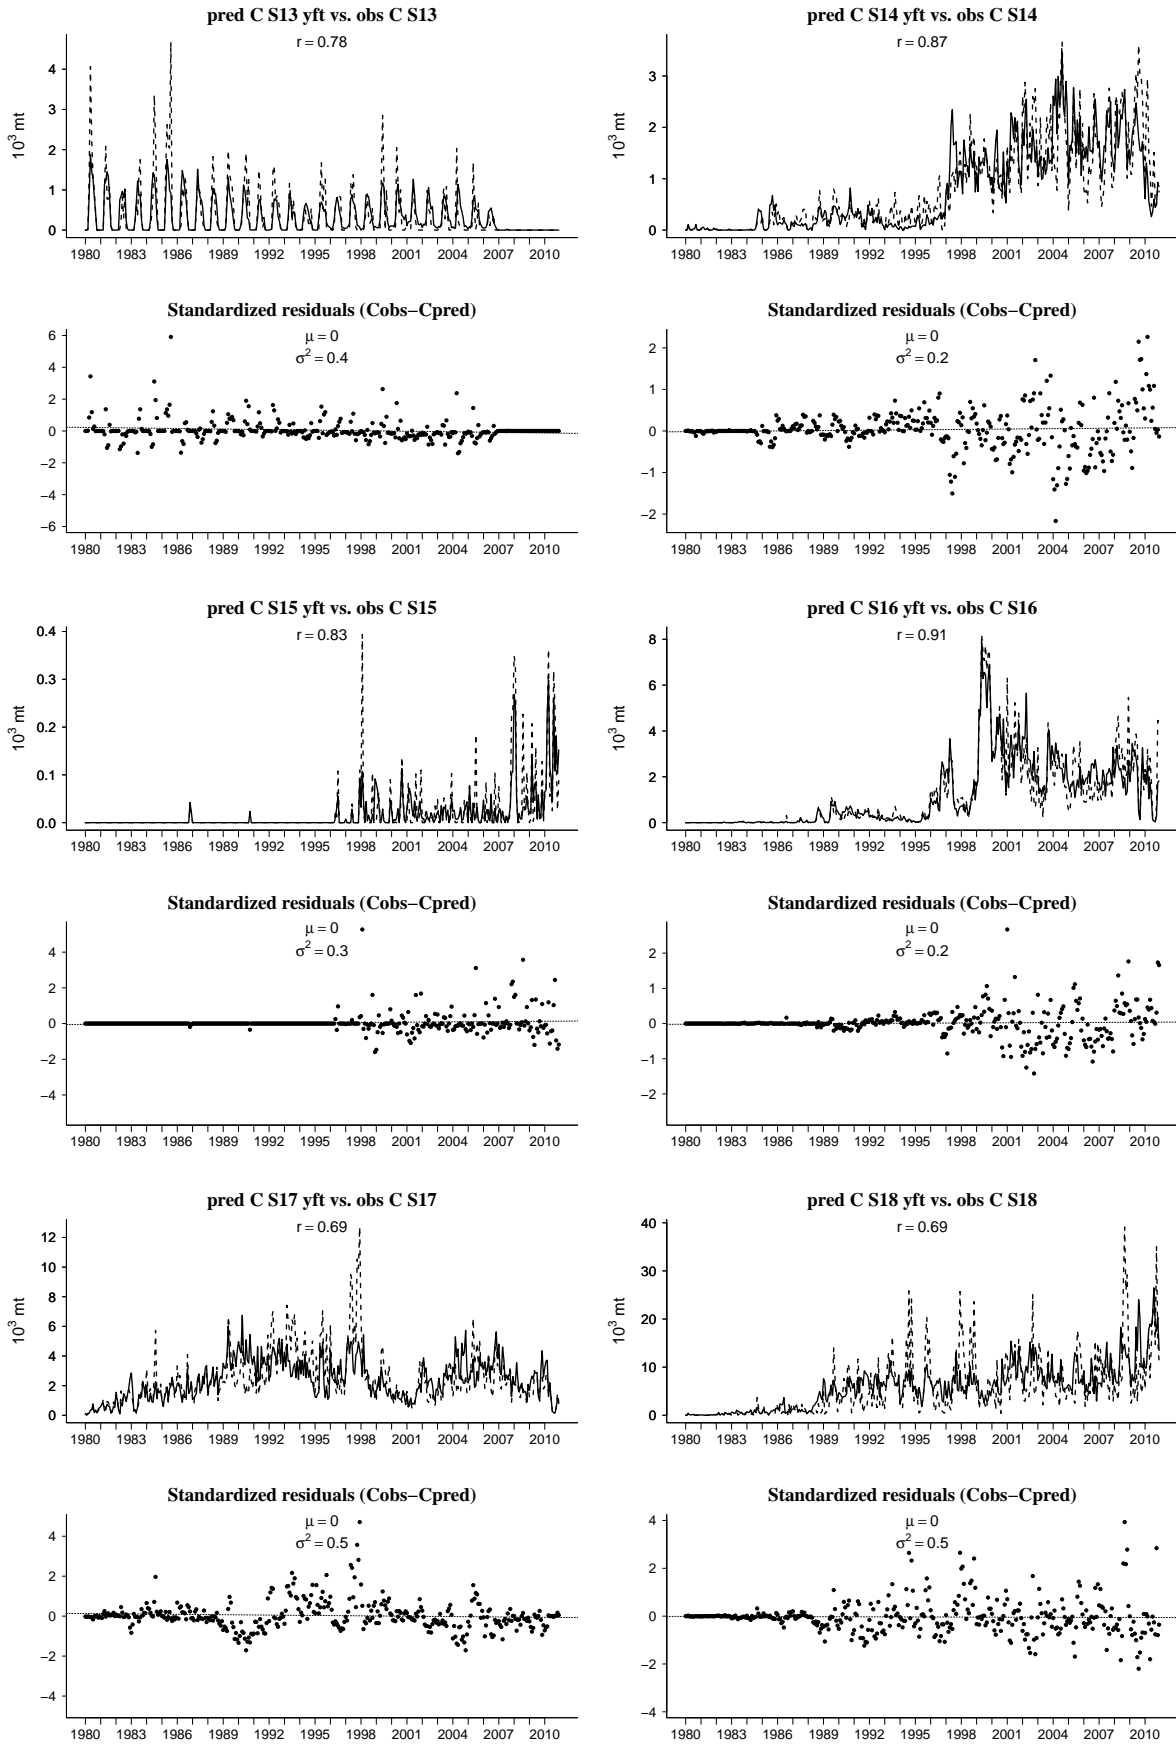 pred C S13 yft vs. obs C S13
r = 0.78
10³ mt
4
3
2
1
0
1980 1983 1986 1989 1992 1995 1998 2001 2004 2007 2010
pred C S14 yft vs. obs C S14
r = 0.87
10³ mt
3
2
1
0
1980 1983 1986 1989 1992 1995 1998 2001 2004 2007 2010
Standardized residuals (Cobs−Cpred)
μ = 0
σ² = 0.4
6
4
2
0
−2
−4
−6
1980 1983 1986 1989 1992 1995 1998 2001 2004 2007 2010
Standardized residuals (Cobs−Cpred)
μ = 0
σ² = 0.2
2
1
0
−1
−2
1980 1983 1986 1989 1992 1995 1998 2001 2004 2007 2010
pred C S15 yft vs. obs C S15
r = 0.83
10³ mt
0.4
0.3
0.2
0.1
0.0
1980 1983 1986 1989 1992 1995 1998 2001 2004 2007 2010
pred C S16 yft vs. obs C S16
r = 0.91
10³ mt
8
6
4
2
0
1980 1983 1986 1989 1992 1995 1998 2001 2004 2007 2010
Standardized residuals (Cobs−Cpred)
μ = 0
σ² = 0.3
4
2
0
−2
−4
1980 1983 1986 1989 1992 1995 1998 2001 2004 2007 2010
Standardized residuals (Cobs−Cpred)
μ = 0
σ² = 0.2
2
1
0
−1
−2
1980 1983 1986 1989 1992 1995 1998 2001 2004 2007 2010
pred C S17 yft vs. obs C S17
r = 0.69
10³ mt
12
10
8
6
4
2
0
1980 1983 1986 1989 1992 1995 1998 2001 2004 2007 2010
pred C S18 yft vs. obs C S18
r = 0.69
10³ mt
40
30
20
10
0
1980 1983 1986 1989 1992 1995 1998 2001 2004 2007 2010
Standardized residuals (Cobs−Cpred)
μ = 0
σ² = 0.5
4
2
0
−2
−4
1980 1983 1986 1989 1992 1995 1998 2001 2004 2007 2010
Standardized residuals (Cobs−Cpred)
μ = 0
σ² = 0.5
4
2
0
−2
−4
1980 1983 1986 1989 1992 1995 1998 2001 2004 2007 2010